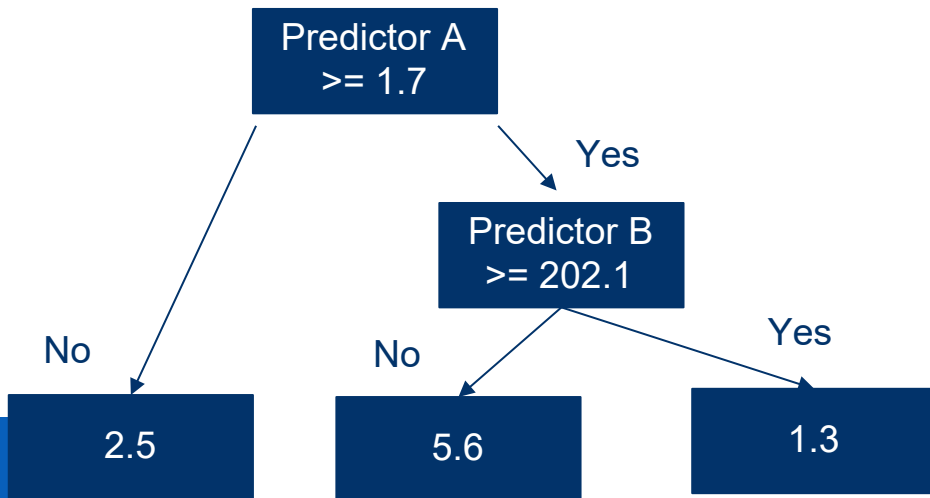 Predictor A
>= 1.7
Yes
Predictor B
>= 202.1
No
No
Yes
2.5
5.6
1.3